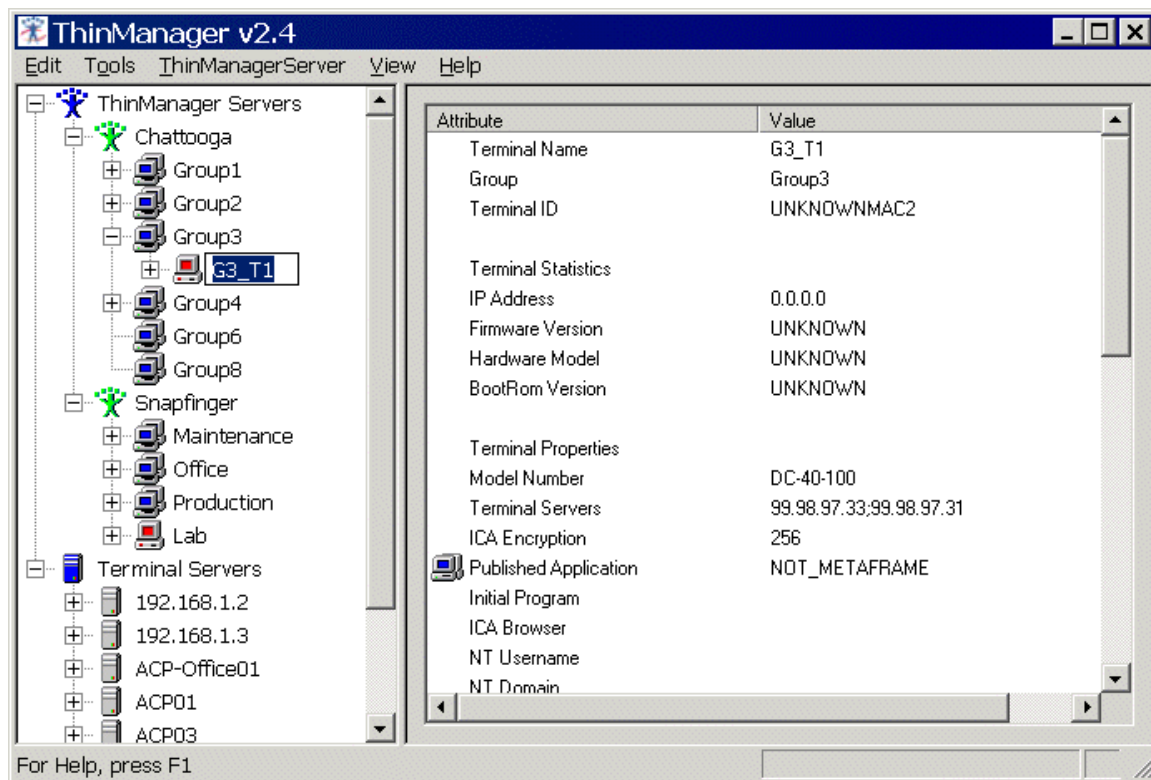 ThinManager v2.4
Edit Tools ThinManagerServer View Help
ThinManager Servers
Chattooga
Group1
Group2
Group3
G3_T1
Group4
Group6
Group8
Snapfinger
Maintenance
Office
Production
Lab
Terminal Servers
192.168.1.2
192.168.1.3
ACP-Office01
ACP01
ACP03
Attribute Value
Terminal Name G3_T1
Group Group3
Terminal ID UNKNOWNMAC2
Terminal Statistics
IP Address 0.0.0.0
Firmware Version UNKNOWN
Hardware Model UNKNOWN
BootRom Version UNKNOWN
Terminal Properties
Model Number DC-40-100
Terminal Servers 99.98.97.33;99.98.97.31
ICA Encryption 256
Published Application NOT_METAFRAME
Initial Program
ICA Browser
NT Username
NT Domain
For Help, press F1